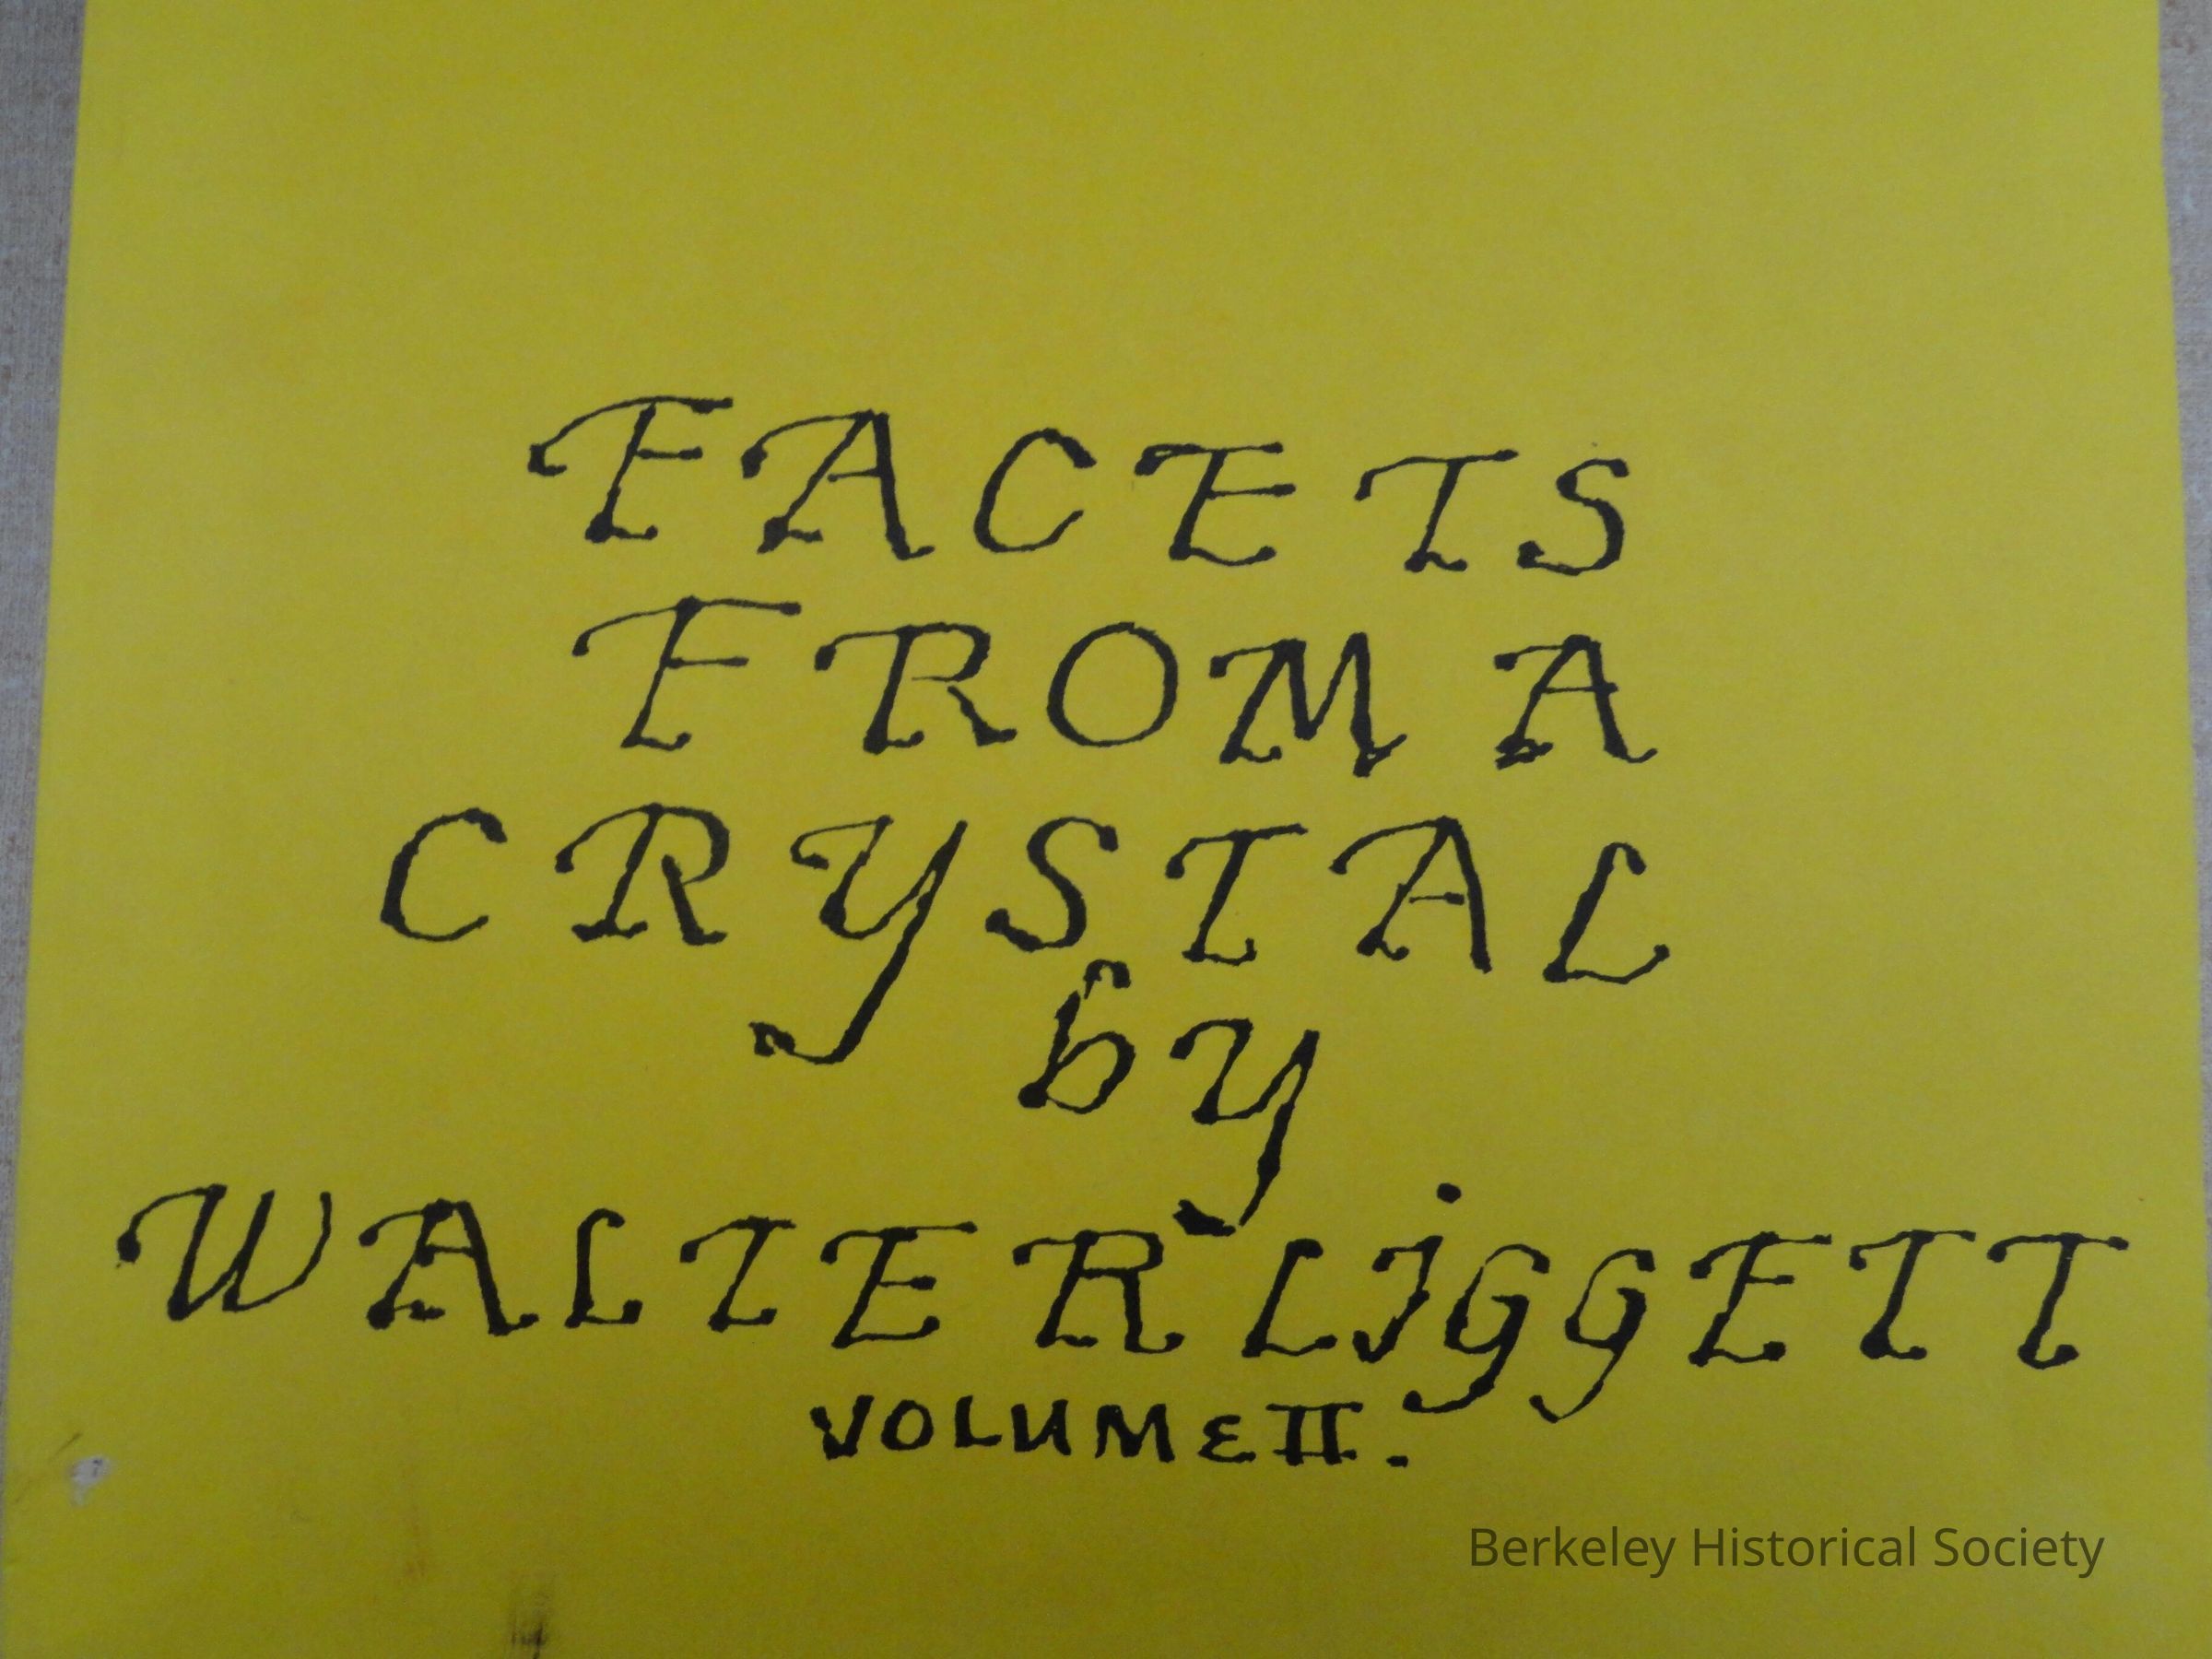 FACETS
FROM A
CRYSTAL
by
WALTER LiGGETT
VOLUME II.
Berkeley Historical Society